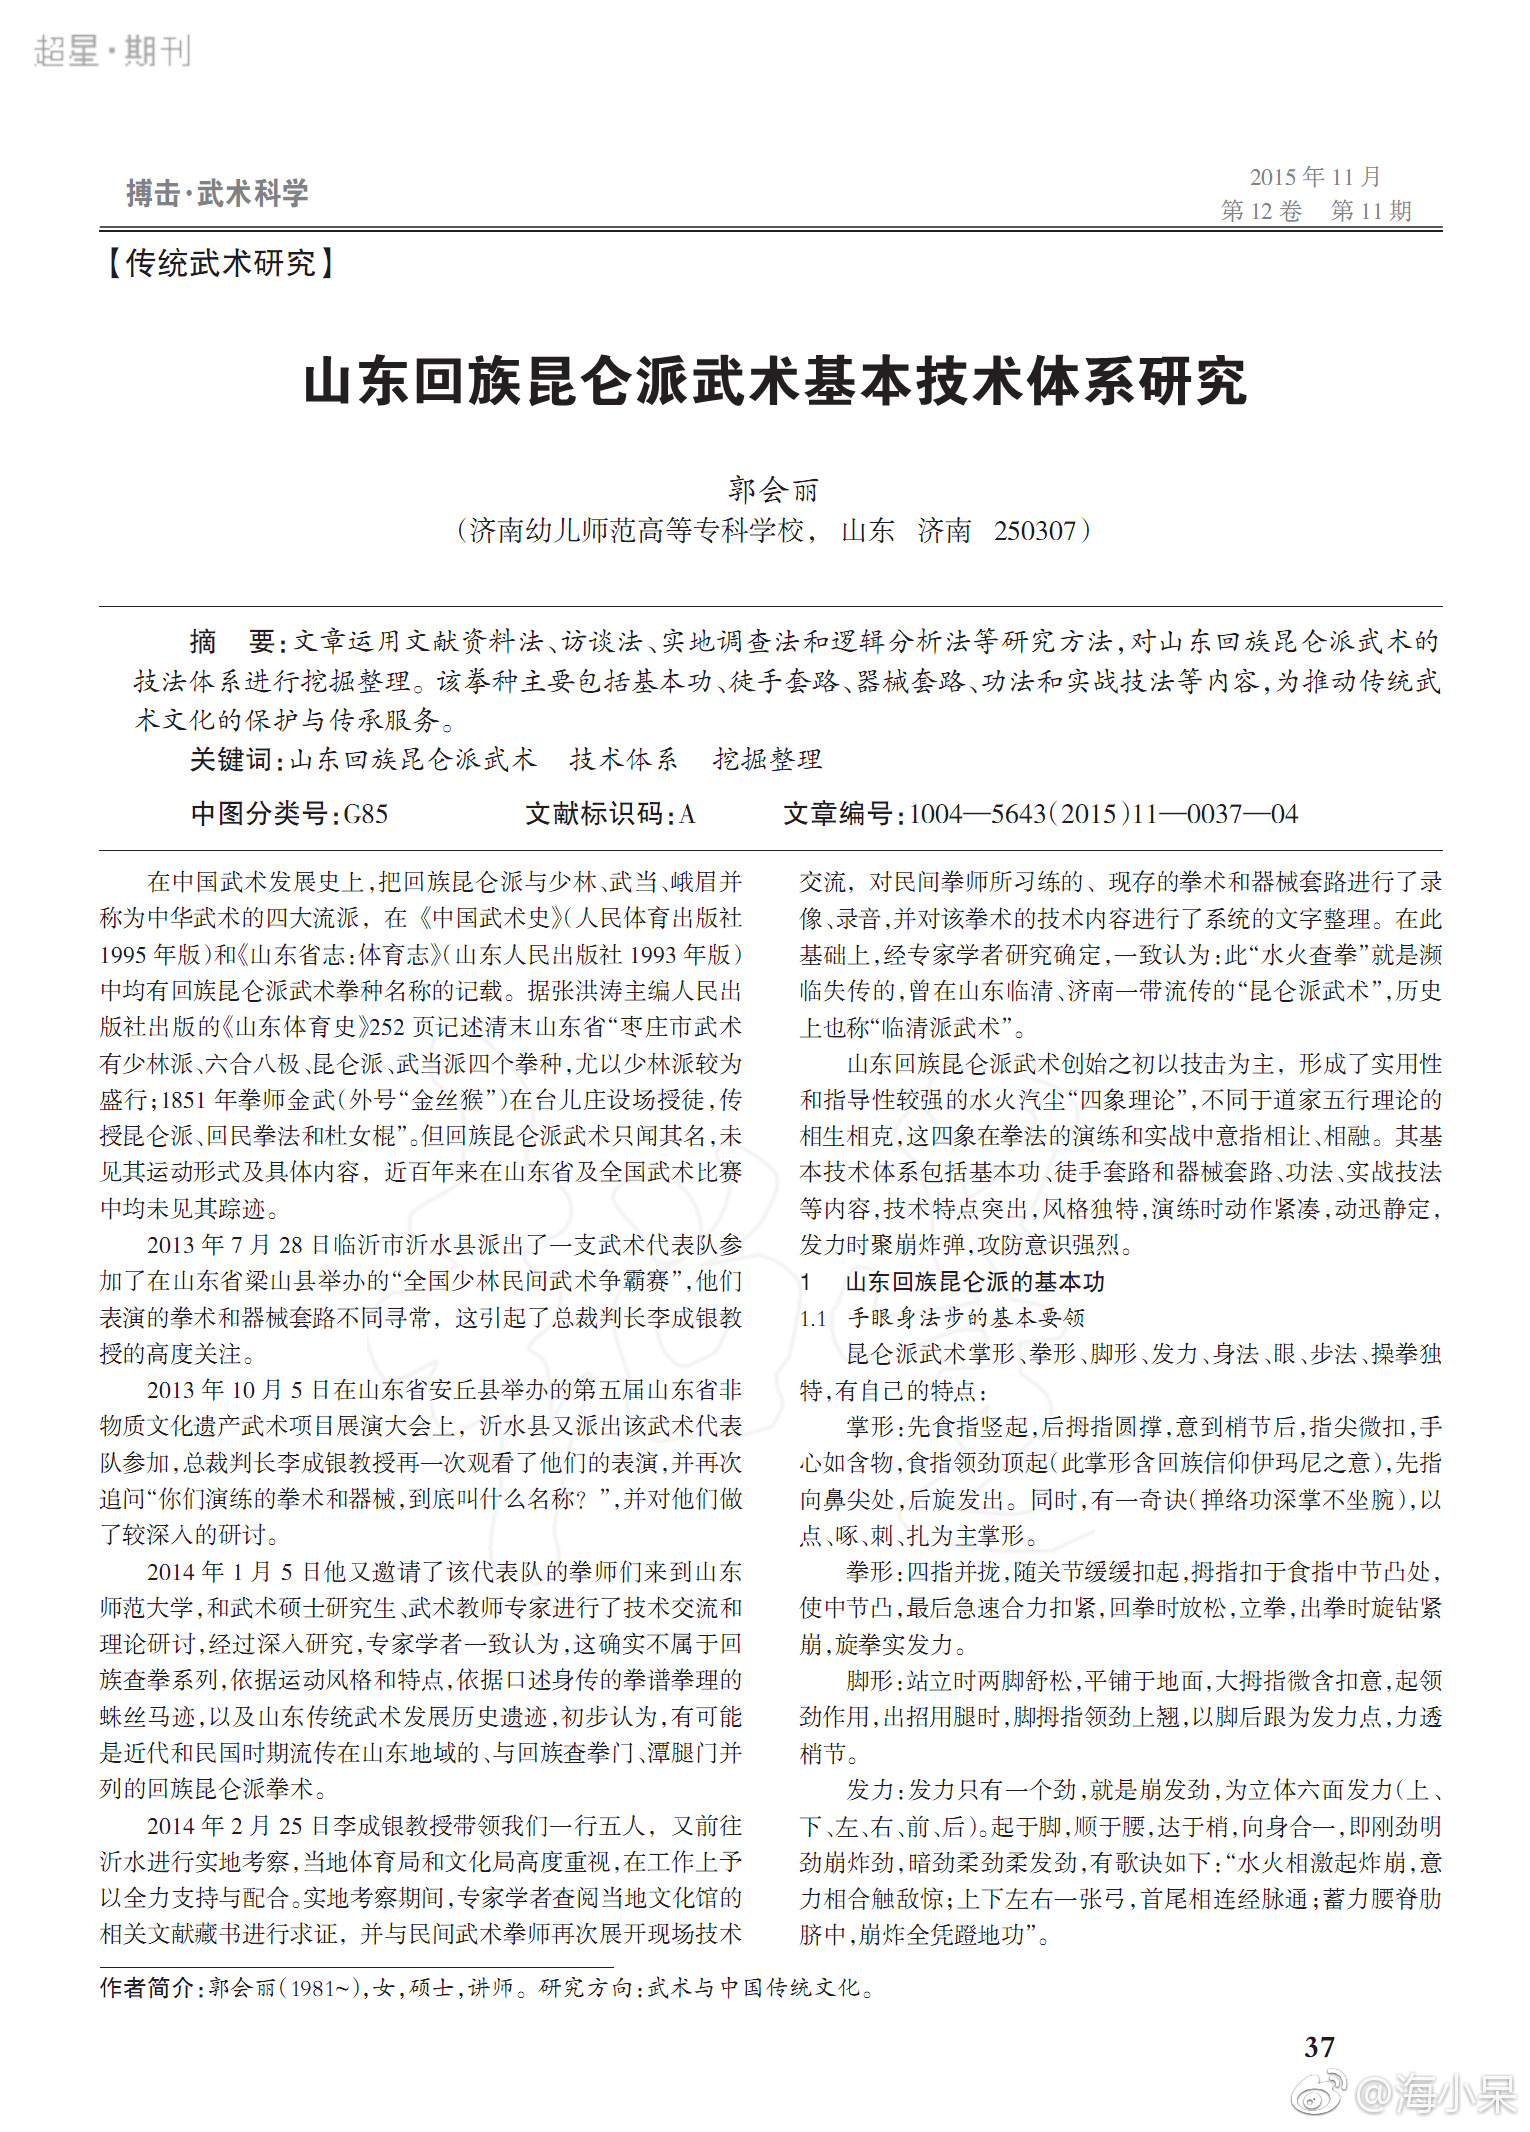 超星·期刊
搏击·武术科学
2015年11月
第12卷 第11期
【传统武术研究】
山东回族昆仑派武术基本技术体系研究
郭会丽
（济南幼儿师范高等专科学校， 山东 济南 250307）
摘 要：文章运用文献资料法、访谈法、实地调查法和逻辑分析法等研究方法，对山东回族昆仑派武术的
技法体系进行挖掘整理。该拳种主要包括基本功、徒手套路、器械套路、功法和实战技法等内容，为推动传统武
术文化的保护与传承服务。
关键词：山东回族昆仑派武术 技术体系 挖掘整理
中图分类号：G85 文献标识码：A 文章编号：1004—5643（2015）11—0037—04
在中国武术发展史上，把回族昆仑派与少林、武当、峨眉并
称为中华武术的四大流派，在《中国武术史》（人民体育出版社
1995年版）和《山东省志：体育志》（山东人民出版社1993年版）
中均有回族昆仑派武术拳种名称的记载。据张洪涛主编人民出
版社出版的《山东体育史》252页记述清末山东省“枣庄市武术
有少林派、六合八极、昆仑派、武当派四个拳种，尤以少林派较为
盛行；1851年拳师金武（外号“金丝猴”）在台儿庄设场授徒，传
授昆仑派、回民拳法和杜女棍”。但回族昆仑派武术只闻其名，未
见其运动形式及具体内容，近百年来在山东省及全国武术比赛
中均未见其踪迹。
2013年7月28日临沂市沂水县派出了一支武术代表队参
加了在山东省梁山县举办的“全国少林民间武术争霸赛”，他们
表演的拳术和器械套路不同寻常，这引起了总裁判长李成银教
授的高度关注。
2013年10月5日在山东省安丘县举办的第五届山东省非
物质文化遗产武术项目展演大会上，沂水县又派出该武术代表
队参加，总裁判长李成银教授再一次观看了他们的表演，并再次
追问“你们演练的拳术和器械，到底叫什么名称？”，并对他们做
了较深入的研讨。
2014年1月5日他又邀请了该代表队的拳师们来到山东
师范大学，和武术硕士研究生、武术教师专家进行了技术交流和
理论研讨，经过深入研究，专家学者一致认为，这确实不属于回
族查拳系列，依据运动风格和特点，依据口述身传的拳谱拳理的
蛛丝马迹，以及山东传统武术发展历史遗迹，初步认为，有可能
是近代和民国时期流传在山东地域的、与回族查拳门、潭腿门并
列的回族昆仑派拳术。
2014年2月25日李成银教授带领我们一行五人，又前往
沂水进行实地考察，当地体育局和文化局高度重视，在工作上予
以全力支持与配合。实地考察期间，专家学者查阅当地文化馆的
相关文献藏书进行求证，并与民间武术拳师再次展开现场技术
交流，对民间拳师所习练的、现存的拳术和器械套路进行了录
像、录音，并对该拳术的技术内容进行了系统的文字整理。在此
基础上，经专家学者研究确定，一致认为：此“水火查拳”就是濒
临失传的，曾在山东临清、济南一带流传的“昆仑派武术”，历史
上也称“临清派武术”。
山东回族昆仑派武术创始之初以技击为主，形成了实用性
和指导性较强的水火汽尘“四象理论”，不同于道家五行理论的
相生相克，这四象在拳法的演练和实战中意指相让、相融。其基
本技术体系包括基本功、徒手套路和器械套路、功法、实战技法
等内容，技术特点突出，风格独特，演练时动作紧凑，动迅静定，
发力时聚崩炸弹，攻防意识强烈。
1 山东回族昆仑派的基本功
1.1 手眼身法步的基本要领
昆仑派武术掌形、拳形、脚形、发力、身法、眼、步法、操拳独
特，有自己的特点：
掌形：先食指竖起，后拇指圆撑，意到梢节后，指尖微扣，手
心如含物，食指领劲顶起（此掌形含回族信仰伊玛尼之意），先指
向鼻尖处，后旋发出。同时，有一奇诀（掸络功深掌不坐腕），以
点、啄、刺、扎为主掌形。
拳形：四指并拢，随关节缓缓扣起，拇指扣于食指中节凸处，
使中节凸，最后急速合力扣紧，回拳时放松，立拳，出拳时旋钻紧
崩，旋拳实发力。
脚形：站立时两脚舒松，平铺于地面，大拇指微含扣意，起领
劲作用，出招用腿时，脚拇指领劲上翘，以脚后跟为发力点，力透
梢节。
发力：发力只有一个劲，就是崩发劲，为立体六面发力（上、
下、左、右、前、后）。起于脚，顺于腰，达于梢，向身合一，即刚劲明
劲崩炸劲，暗劲柔劲柔发劲，有歌诀如下：“水火相激起炸崩，意
力相合触敌惊；上下左右一张弓，首尾相连经脉通；蓄力腰脊肋
脐中，崩炸全凭蹬地功”。
作者简介：郭会丽（1981~），女，硕士，讲师。研究方向：武术与中国传统文化。
37
@海小杲